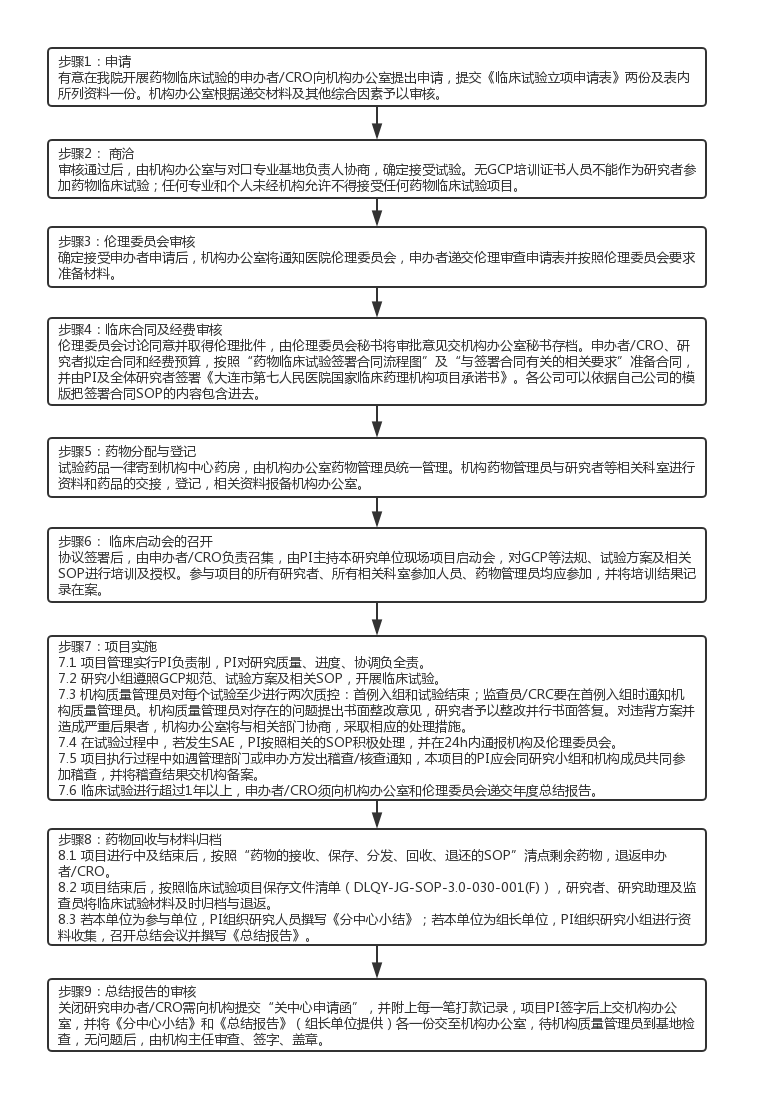 步骤1：申请
有意在我院开展药物临床试验的申办者/CRO向机构办公室提出申请，提交《临床试验立项申请表》两份及表内
所列资料一份。机构办公室根据递交材料及其他综合因素予以审核。
步骤2： 商洽
审核通过后，由机构办公室与对口专业基地负责人协商，确定接受试验。无GCP培训证书人员不能作为研究者参
加药物临床试验；任何专业和个人未经机构允许不得接受任何药物临床试验项目。
步骤3：伦理委员会审核
确定接受申办者申请后，机构办公室将通知医院伦理委员会，申办者递交伦理审查申请表并按照伦理委员会要求
准备材料。
步骤4：临床合同及经费审核
伦理委员会讨论同意并取得伦理批件，由伦理委员会秘书将审批意见交机构办公室秘书存档。申办者/CRO、研
究者拟定合同和经费预算，按照“药物临床试验签署合同流程图”及“与签署合同有关的相关要求”准备合同，
并由PI及全体研究者签署《大连市第七人民医院国家临床药理机构项目承诺书》。各公司可以依据自己公司的模
版把签署合同SOP的内容包含进去。
步骤5：药物分配与登记
试验药品一律寄到机构中心药房，由机构办公室药物管理员统一管理。机构药物管理员与研究者等相关科室进行
资料和药品的交接，登记，相关资料报备机构办公室。
步骤6： 临床启动会的召开
协议签署后，由申办者/CRO负责召集，由PI主持本研究单位现场项目启动会，对GCP等法规、试验方案及相关
SOP进行培训及授权。参与项目的所有研究者、所有相关科室参加人员、药物管理员均应参加，并将培训结果记
录在案。
步骤7：项目实施
7.1 项目管理实行PI负责制，PI对研究质量、进度、协调负全责。
7.2 研究小组遵照GCP规范、试验方案及相关SOP，开展临床试验。
7.3 机构质量管理员对每个试验至少进行两次质控：首例入组和试验结束；监查员/CRC要在首例入组时通知机
构质量管理员。机构质量管理员对存在的问题提出书面整改意见，研究者予以整改并行书面答复。对违背方案并
造成严重后果者，机构办公室将与相关部门协商，采取相应的处理措施。
7.4 在试验过程中，若发生SAE，PI按照相关的SOP积极处理，并在24h内通报机构及伦理委员会。
7.5 项目执行过程中如遇管理部门或申办方发出稽查/核查通知，本项目的PI应会同研究小组和机构成员共同参
加稽查，并将稽查结果交机构备案。
7.6 临床试验进行超过1年以上，申办者/CRO须向机构办公室和伦理委员会递交年度总结报告。
步骤8：药物回收与材料归档
8.1 项目进行中及结束后，按照“药物的接收、保存、分发、回收、退还的SOP”清点剩余药物，退返申办
者/CRO。
8.2 项目结束后，按照临床试验项目保存文件清单（DLQY-JG-SOP-3.0-030-001(F)），研究者、研究助理及监
查员将临床试验材料及时归档与退返。
8.3 若本单位为参与单位，PI组织研究人员撰写《分中心小结》；若本单位为组长单位，PI组织研究小组进行资
料收集，召开总结会议并撰写《总结报告》。
步骤9：总结报告的审核
关闭研究申办者/CRO需向机构提交“关中心申请函”，并附上每一笔打款记录，项目PI签字后上交机构办公
室，并将《分中心小结》和《总结报告》（组长单位提供）各一份交至机构办公室，待机构质量管理员到基地检
查，无问题后，由机构主任审查、签字、盖章。